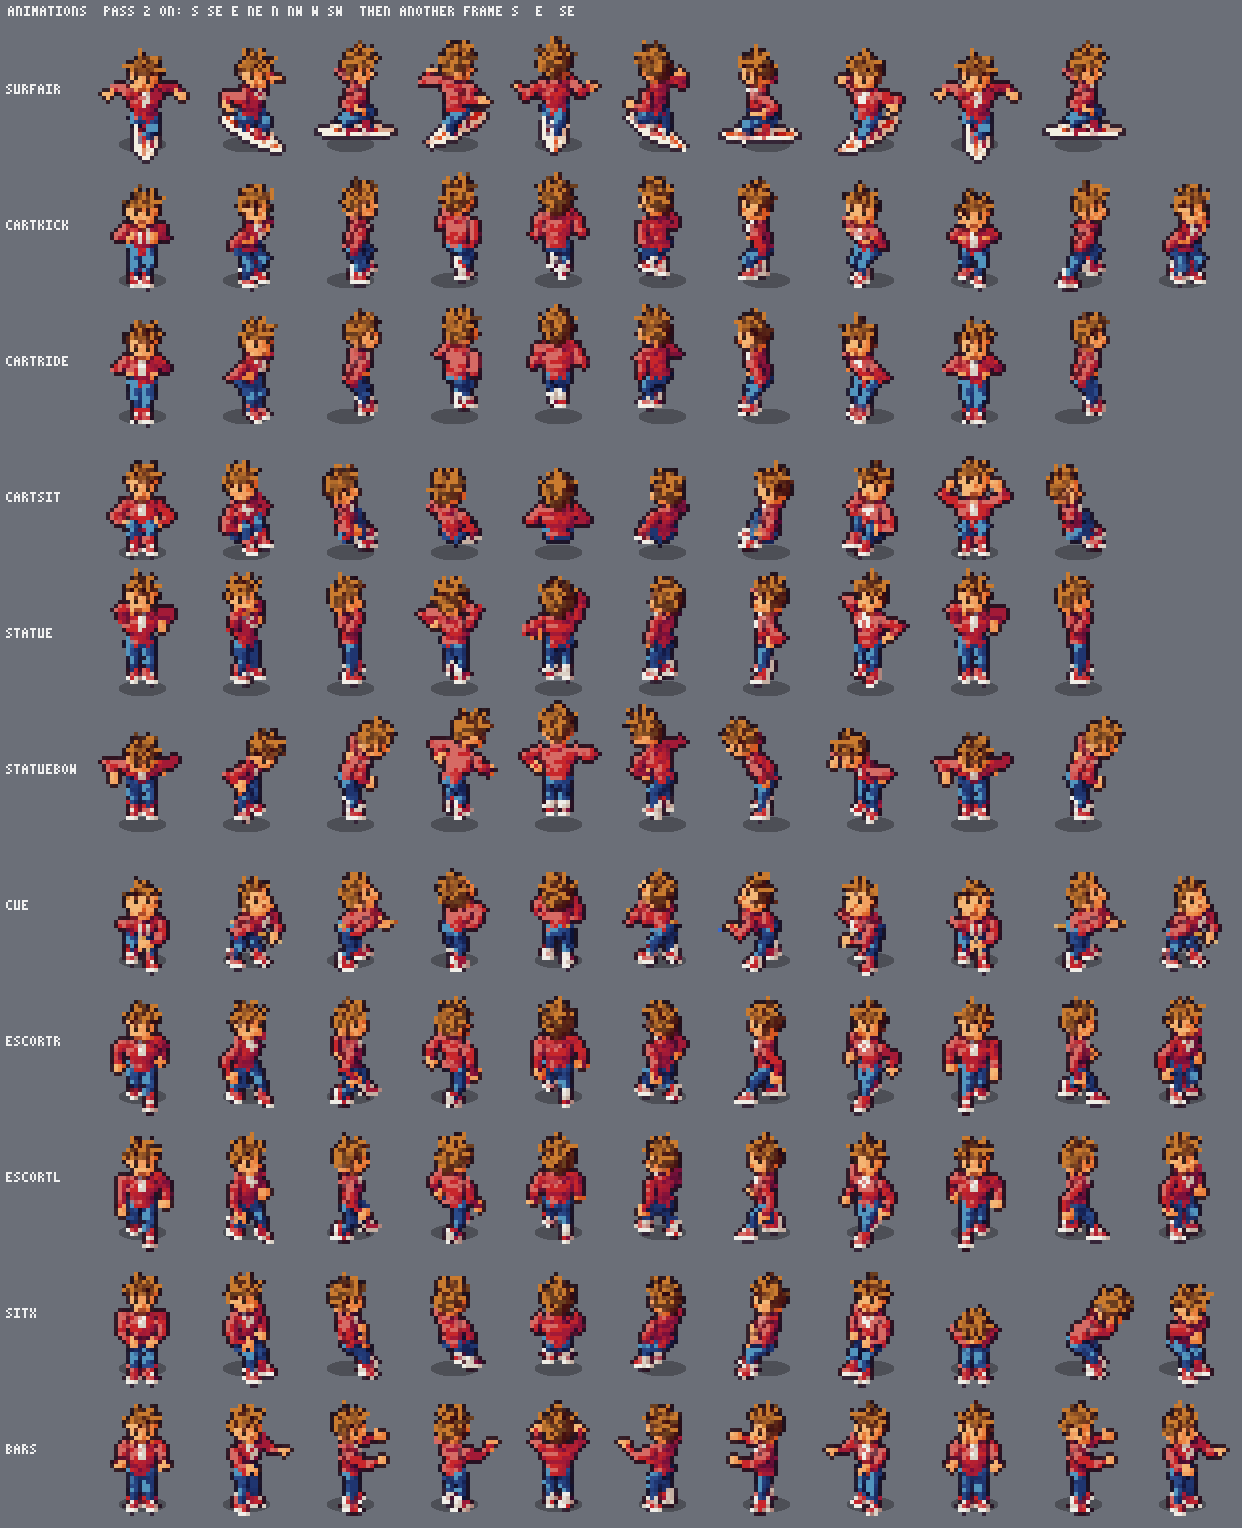 ANIMATIONS PASS 2 ON: S SE E NE N NW W SW THEN ANOTHER FRAME S E SE
SURFAIR
CARTKICK
CARTRIDE
CARTSIT
STATUE
STATUEBOW
CUE
ESCORTR
ESCORTL
SITX
BARS